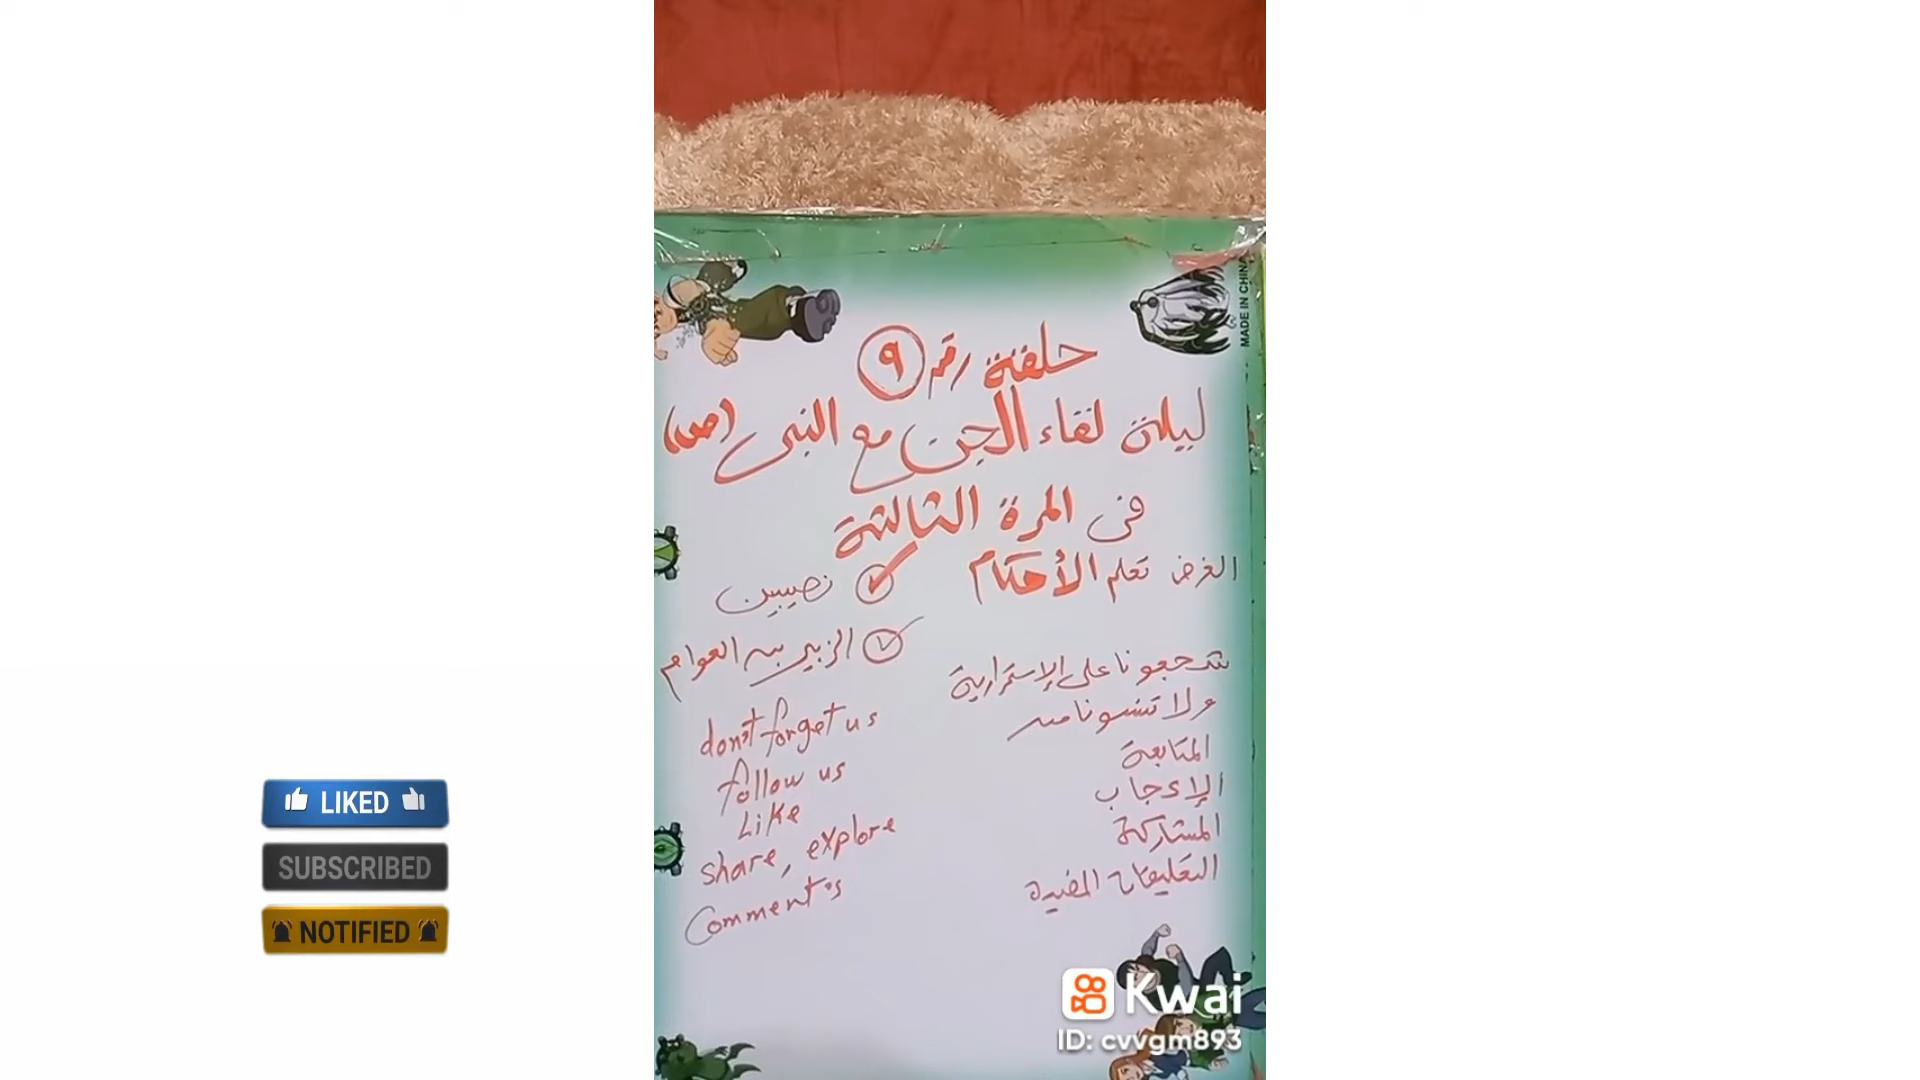 MADE IN CHINA
حلقة رقم ٩
ليلة لقاء الجن مع النبى (ص)
فى المرة الثالثة
الغرض تعلم الأحكام
نصيبين
الزبير بن العوام
شجعونا على الإستمرارية
ولا تنسونا من
المتابعة
الإعجاب
المشاركة
التعليقات المفيدة
don't forget us
follow us
Like
share, explore
Comment's
LIKED
SUBSCRIBED
NOTIFIED
Kwai
ID: cvvgm893